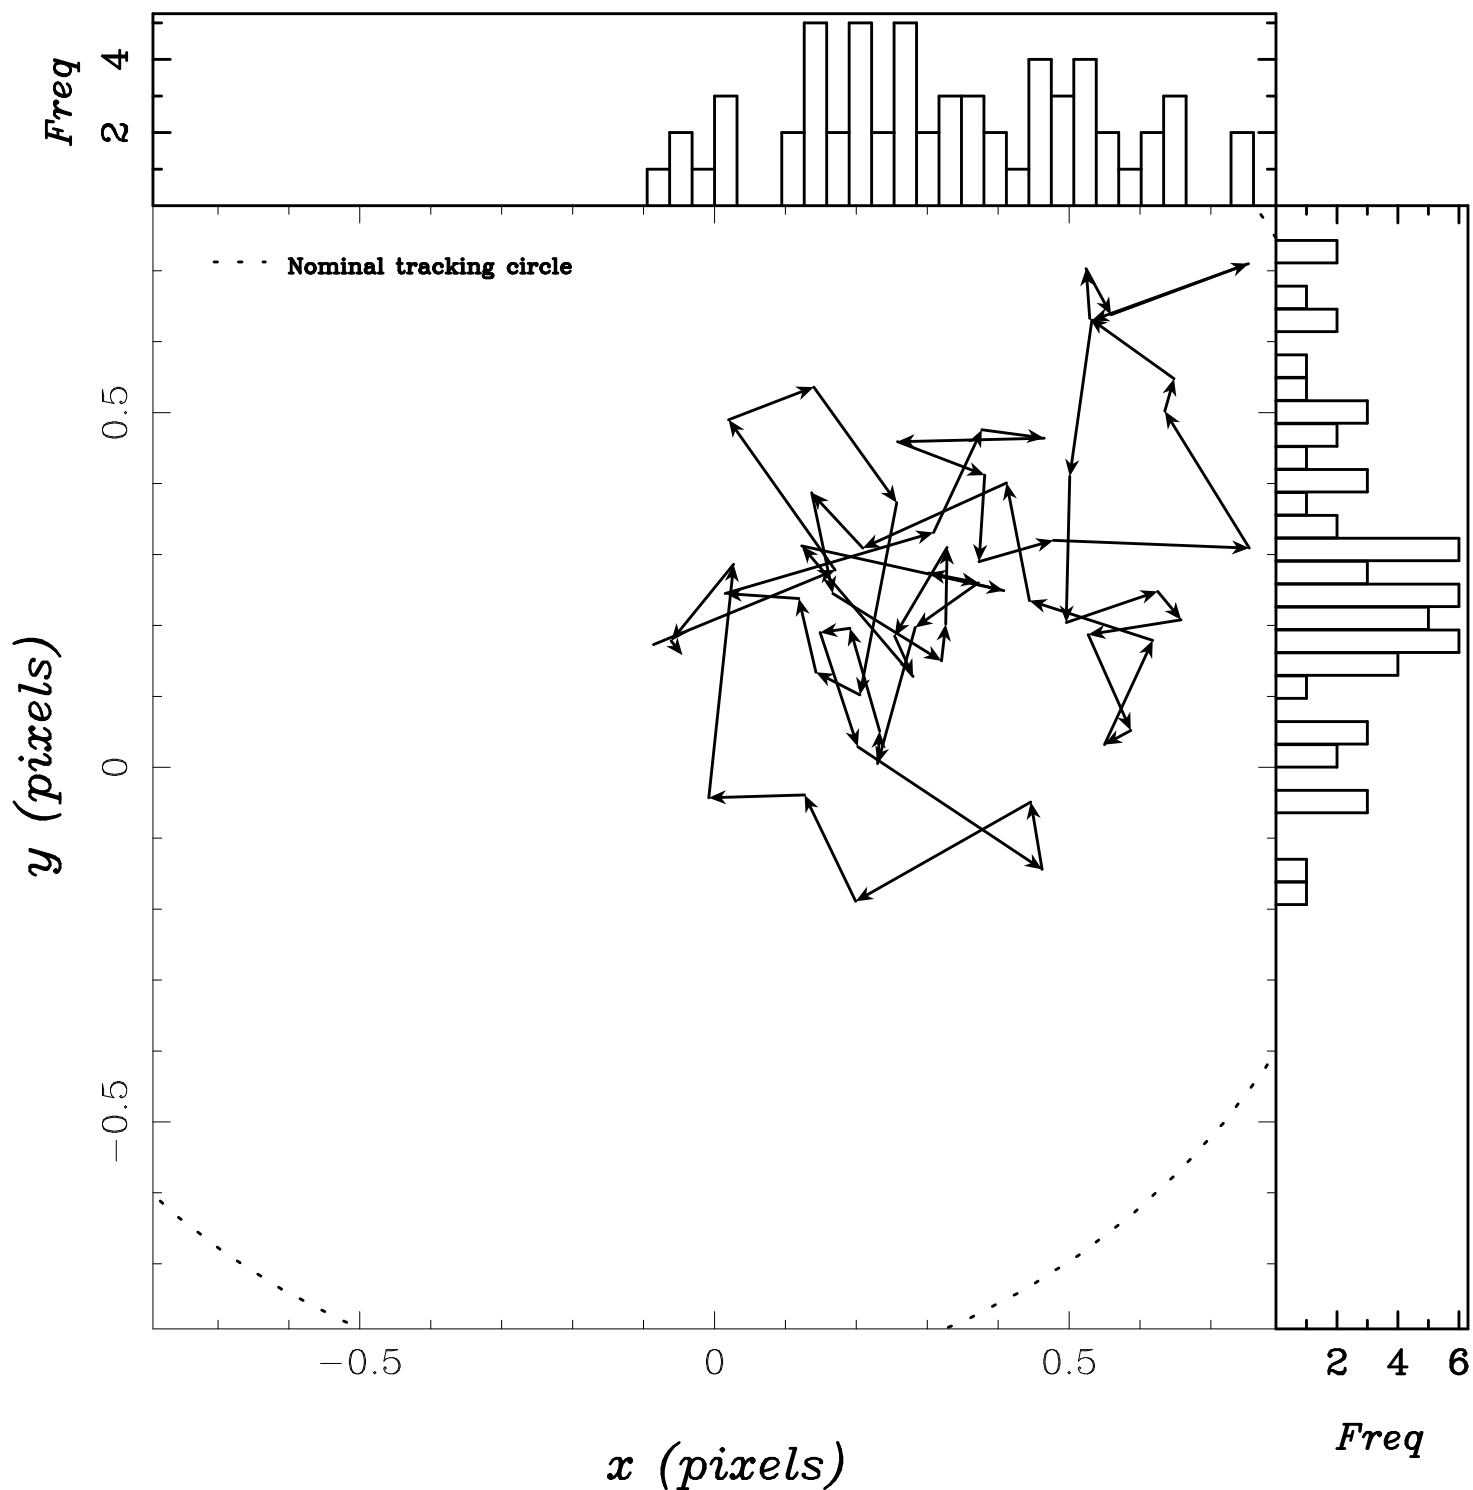 Freq
4
2
Nominal tracking circle
y (pixels)
0.5
0
−0.5
−0.5 0 0.5
2 4 6
x (pixels)
Freq